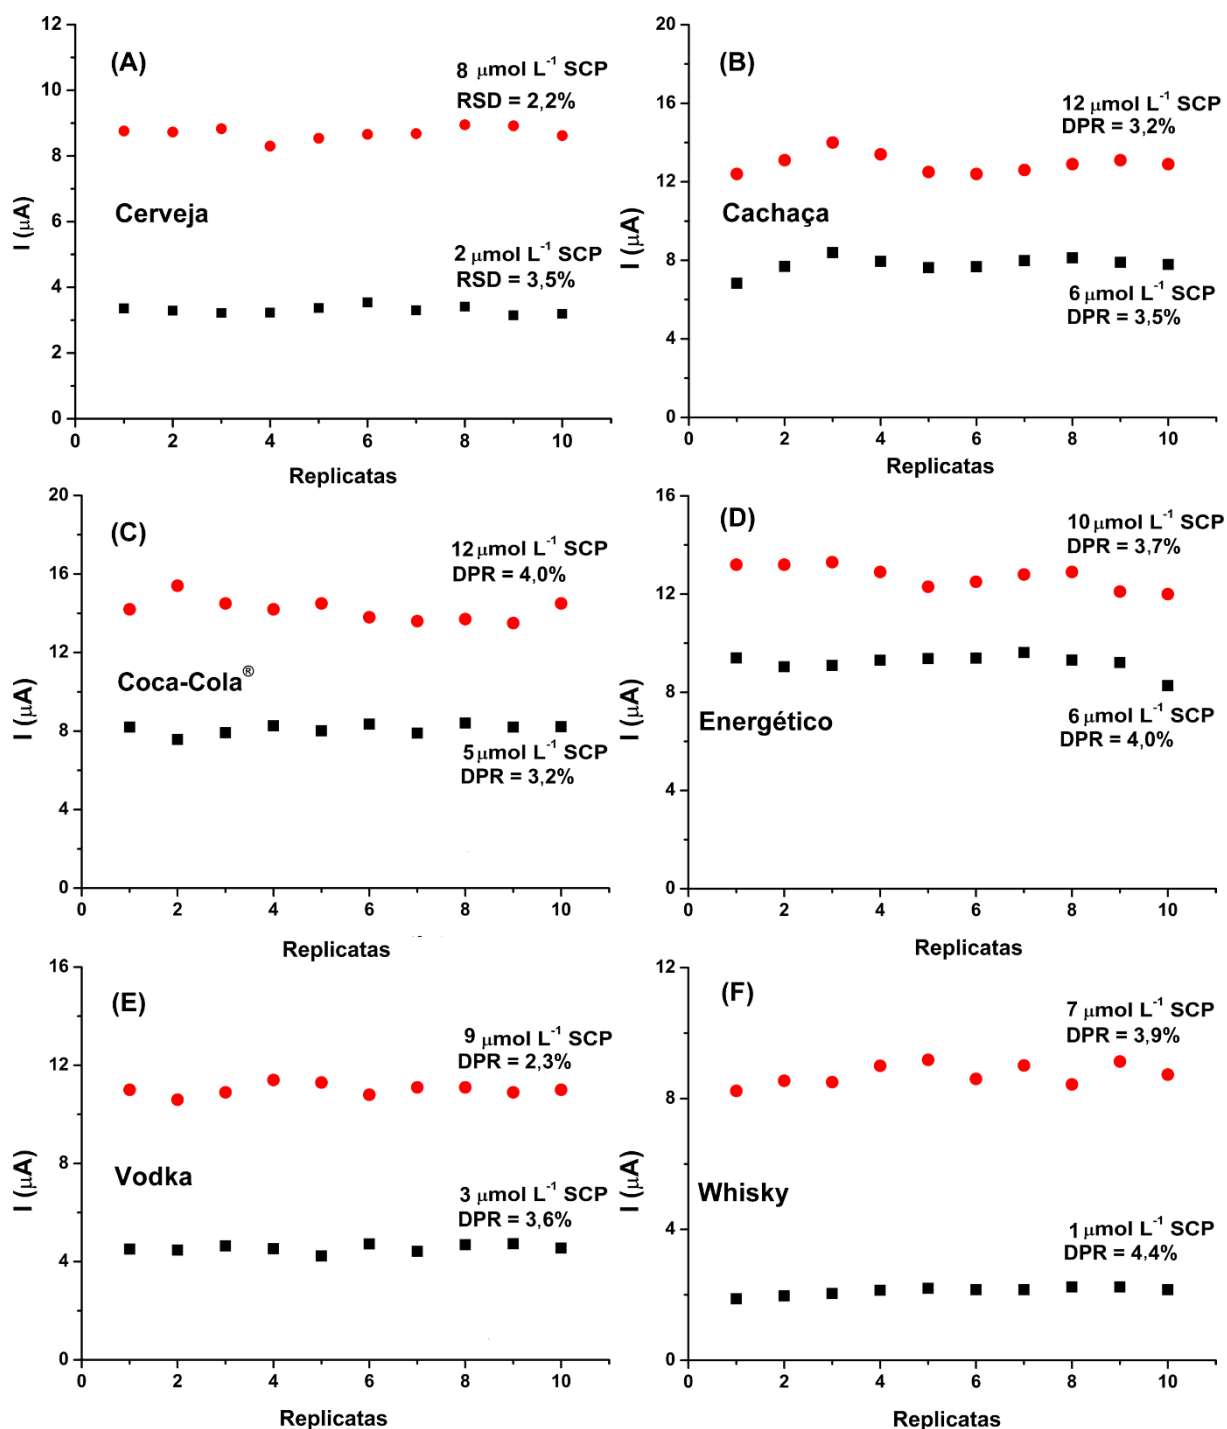 (A)
8 μmol L⁻¹ SCP
RSD = 2,2%
Cerveja
2 μmol L⁻¹ SCP
RSD = 3,5%
I (μA)
12
10
8
6
4
2
0
0 2 4 6 8 10
Replicatas
(B)
12 μmol L⁻¹ SCP
DPR = 3,2%
Cachaça
6 μmol L⁻¹ SCP
DPR = 3,5%
I (μA)
20
16
12
8
4
0
0 2 4 6 8 10
Replicatas
(C)
12 μmol L⁻¹ SCP
DPR = 4,0%
Coca-Cola®
5 μmol L⁻¹ SCP
DPR = 3,2%
I (μA)
20
16
12
8
4
0
0 2 4 6 8 10
Replicatas
(D)
10 μmol L⁻¹ SCP
DPR = 3,7%
Energético
6 μmol L⁻¹ SCP
DPR = 4,0%
I (μA)
16
12
8
4
0
0 2 4 6 8 10
Replicatas
(E)
9 μmol L⁻¹ SCP
DPR = 2,3%
Vodka
3 μmol L⁻¹ SCP
DPR = 3,6%
I (μA)
16
12
8
4
0
0 2 4 6 8 10
Replicatas
(F)
7 μmol L⁻¹ SCP
DPR = 3,9%
Whisky
1 μmol L⁻¹ SCP
DPR = 4,4%
I (μA)
12
8
4
0
0 2 4 6 8 10
Replicatas